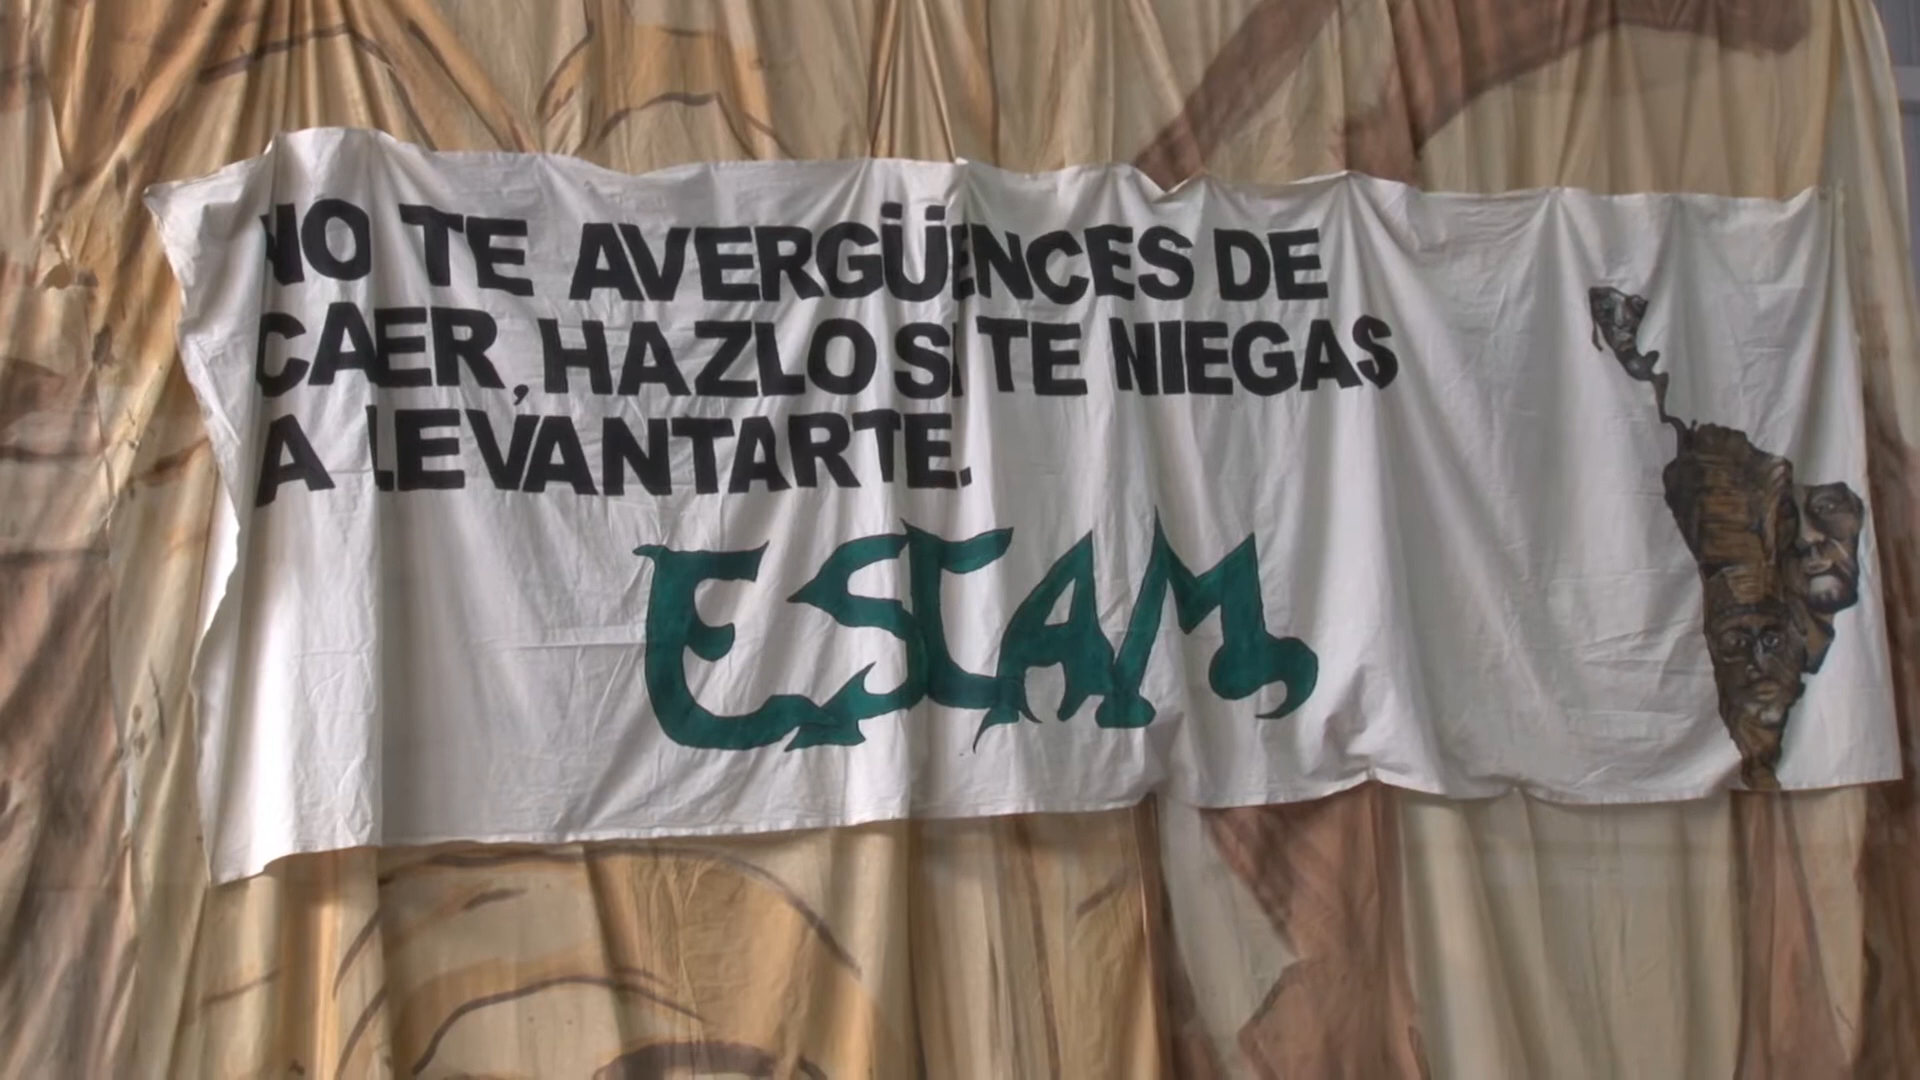 NO TE AVERGÜENCES DE
CAER, HAZLO SI TE NIEGAS
A LEVANTARTE.
ESCAM